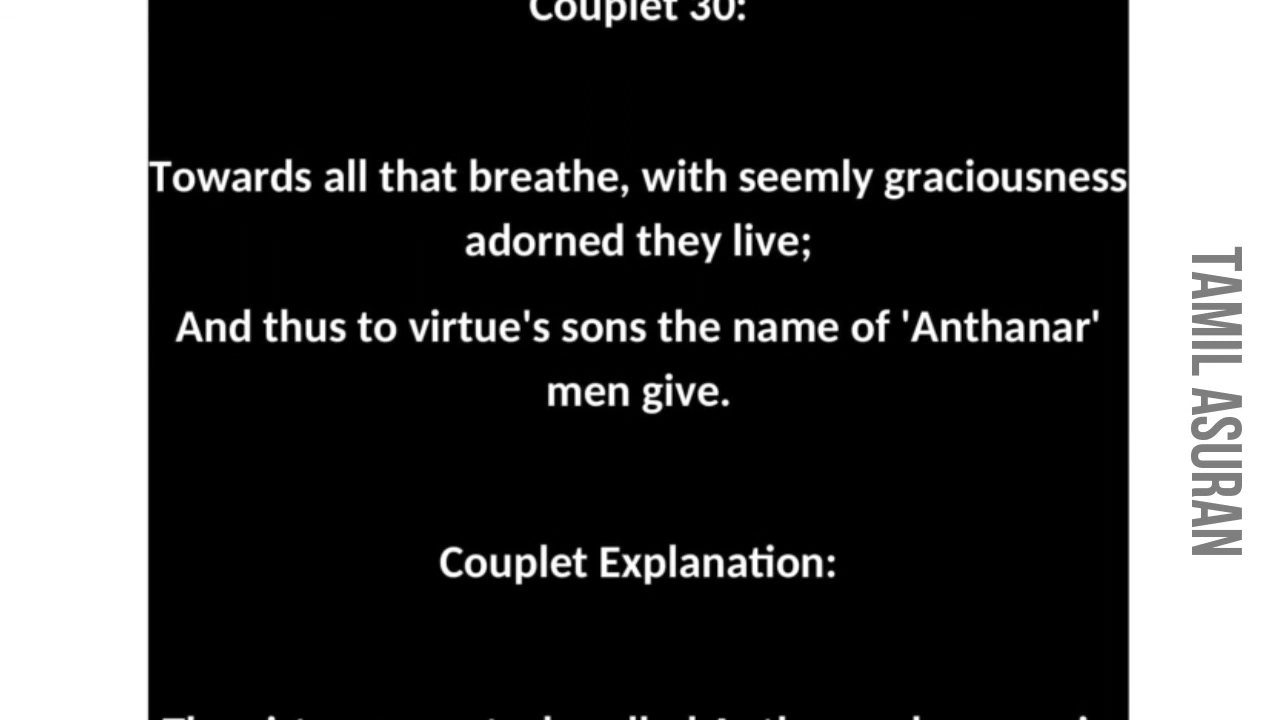 Couplet 30:
Towards all that breathe, with seemly graciousness
adorned they live;
And thus to virtue's sons the name of 'Anthanar'
men give.
Couplet Explanation:
TAMIL ASURAN